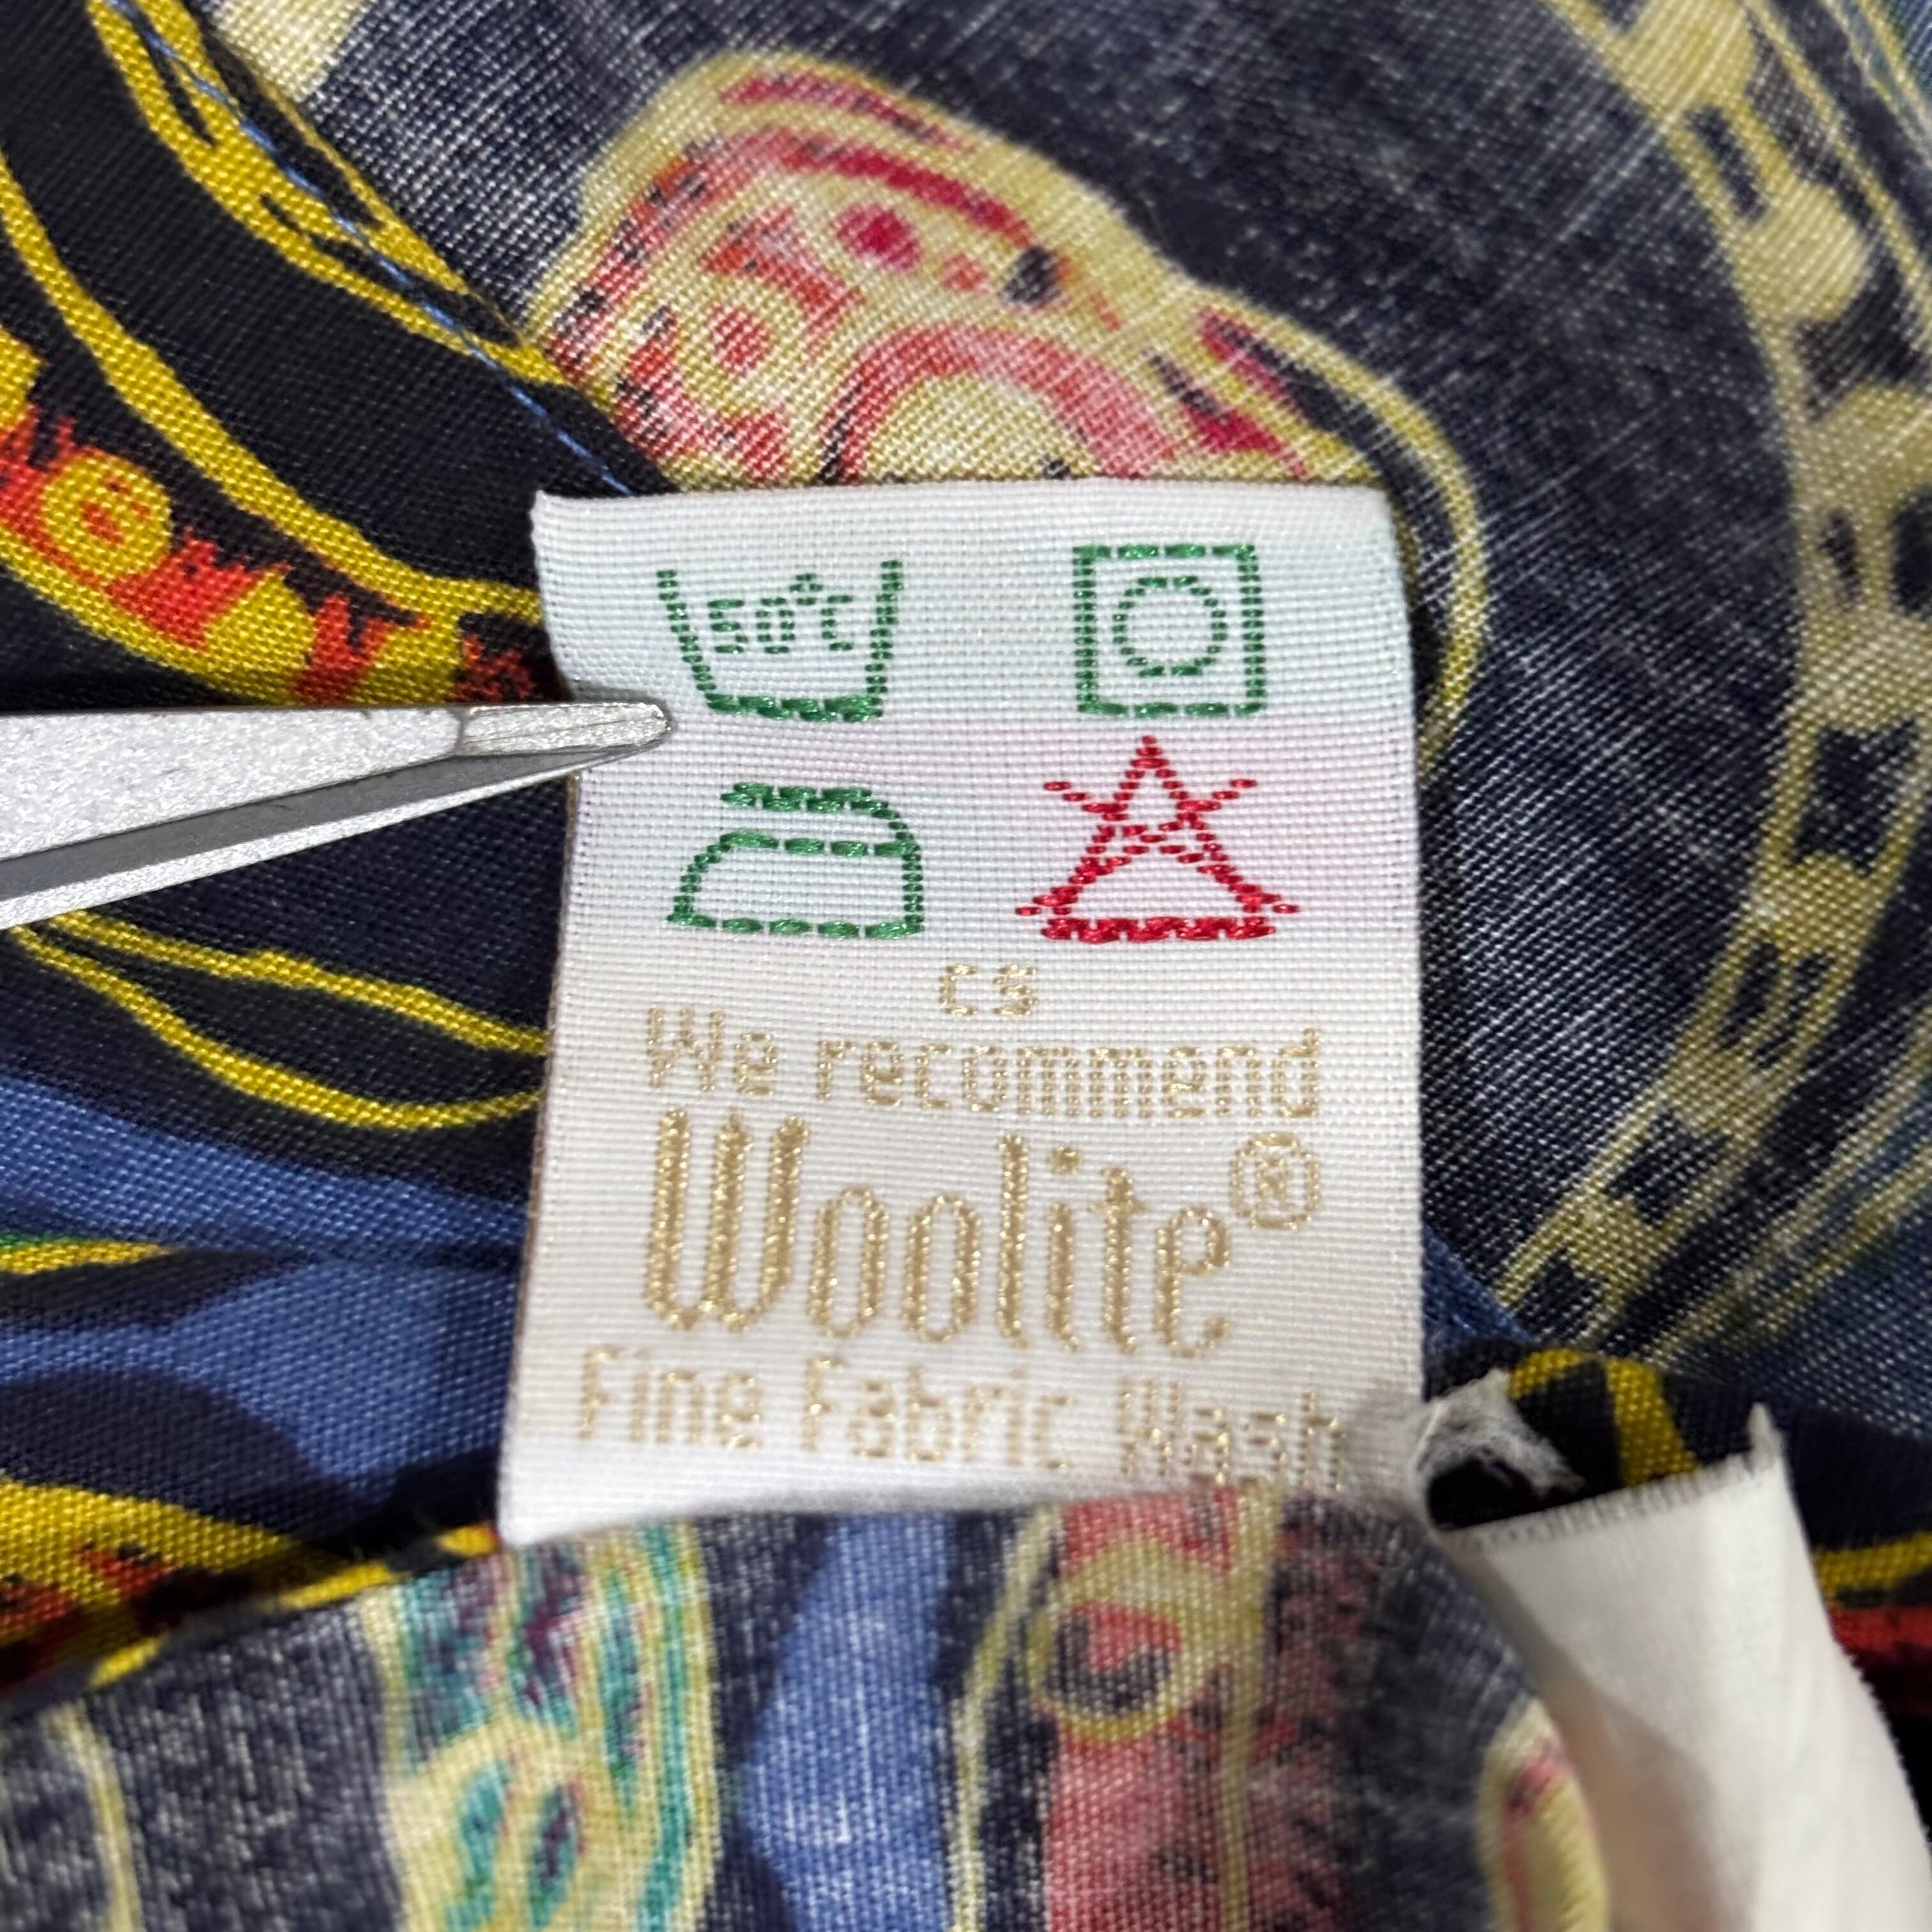 50°C
CS
We recommend
Woolite®
Fine Fabric Wash